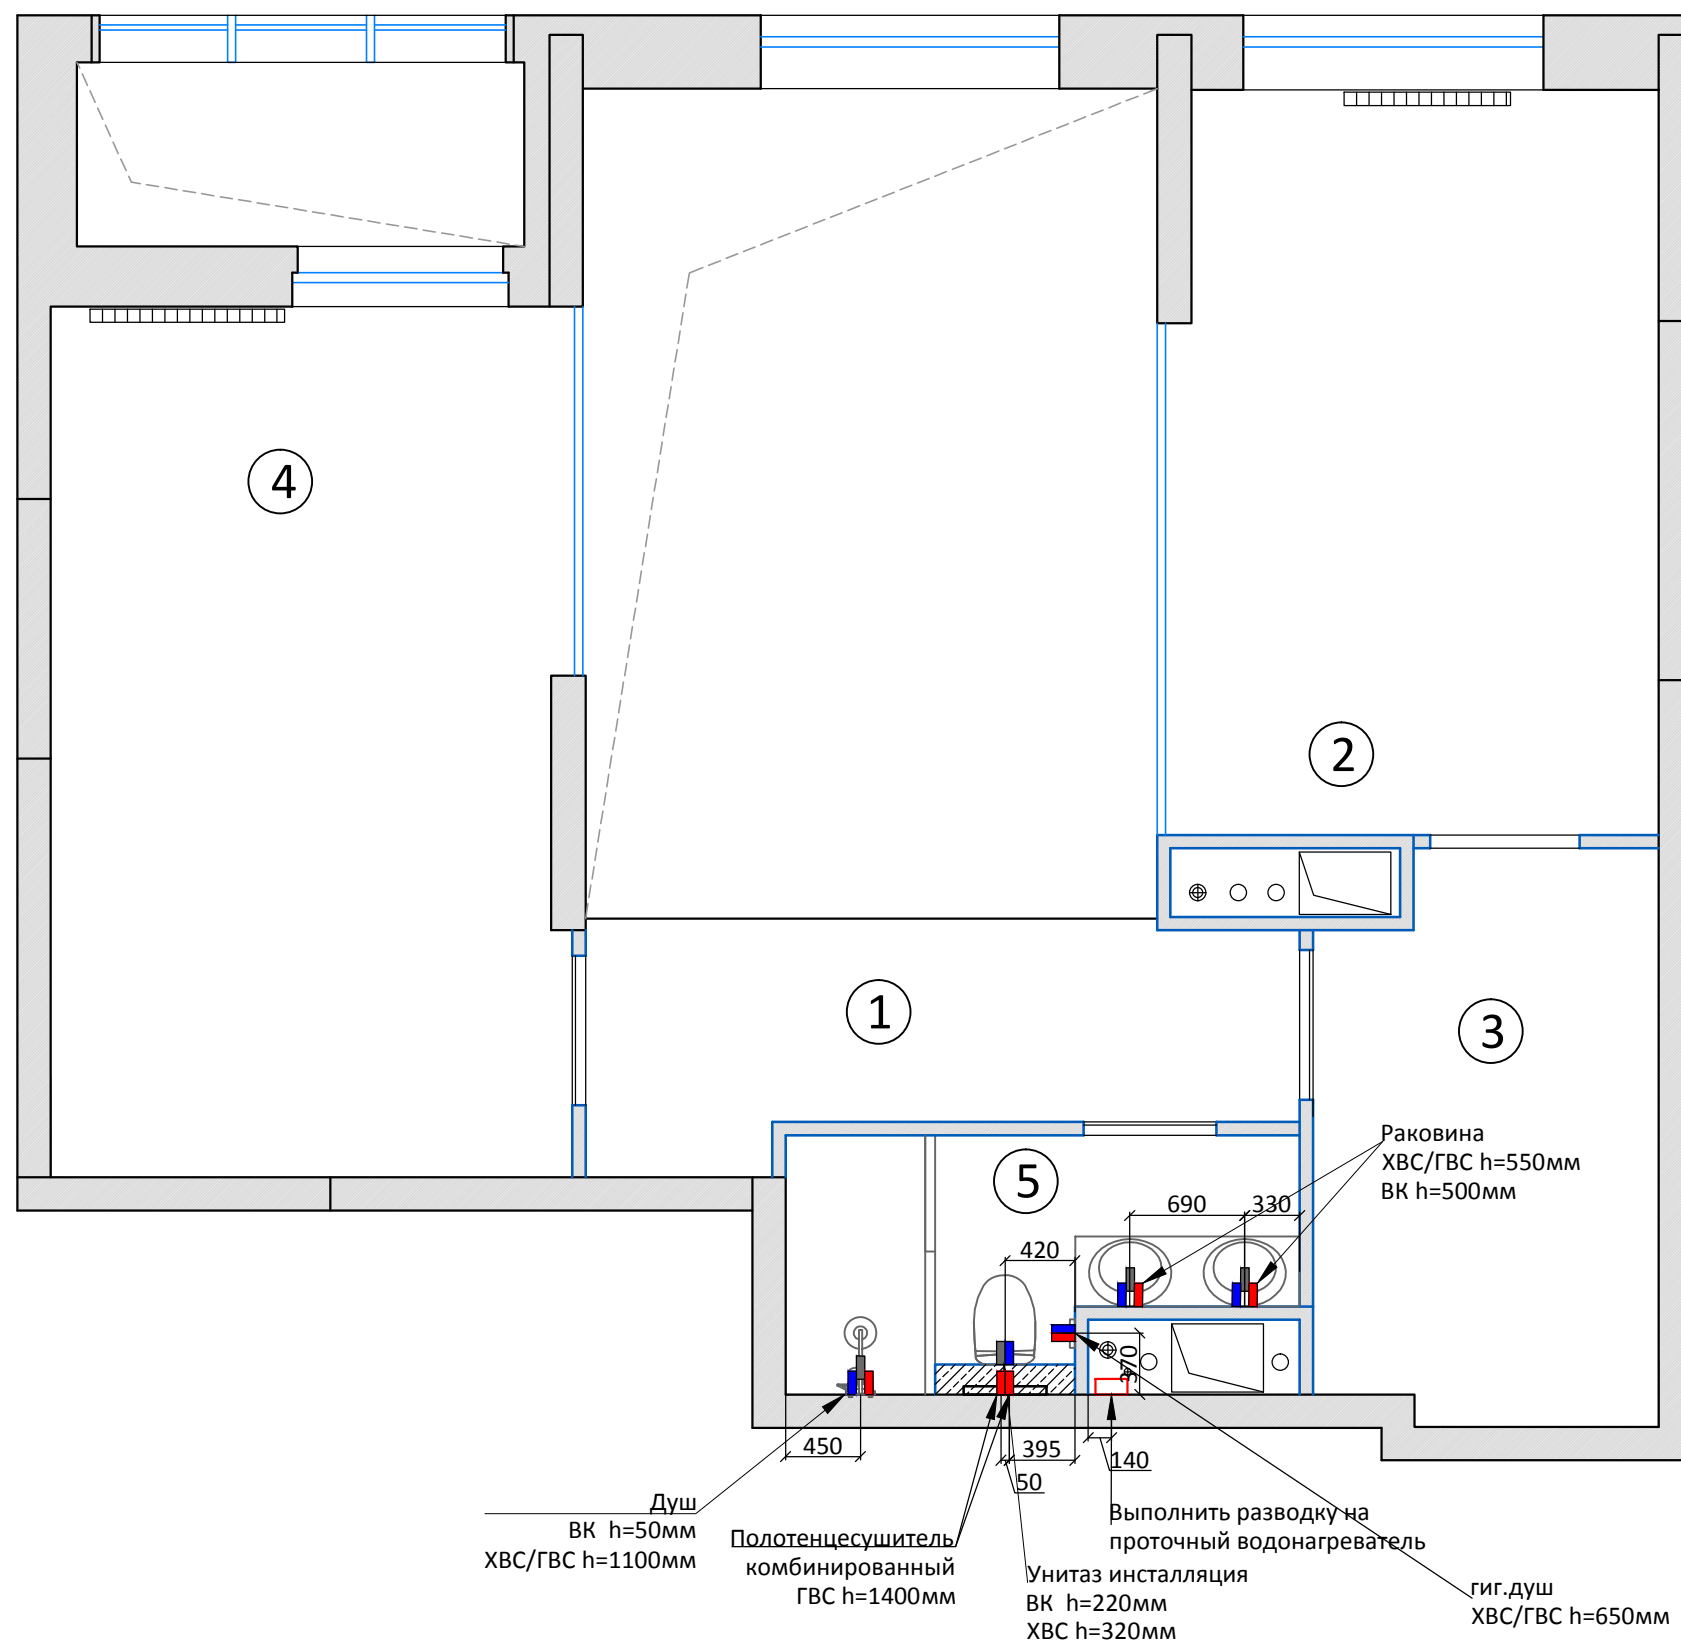 4
2
1
3
5
Раковина
ХВС/ГВС h=550мм
ВК h=500мм
690
330
420
370
450
395
50
140
Душ
ВК h=50мм
ХВС/ГВС h=1100мм
Полотенцесушитель
комбинированный
ГВС h=1400мм
Выполнить разводку на
проточный водонагреватель
Унитаз инсталляция
ВК h=220мм
ХВС h=320мм
гиг.душ
ХВС/ГВС h=650мм